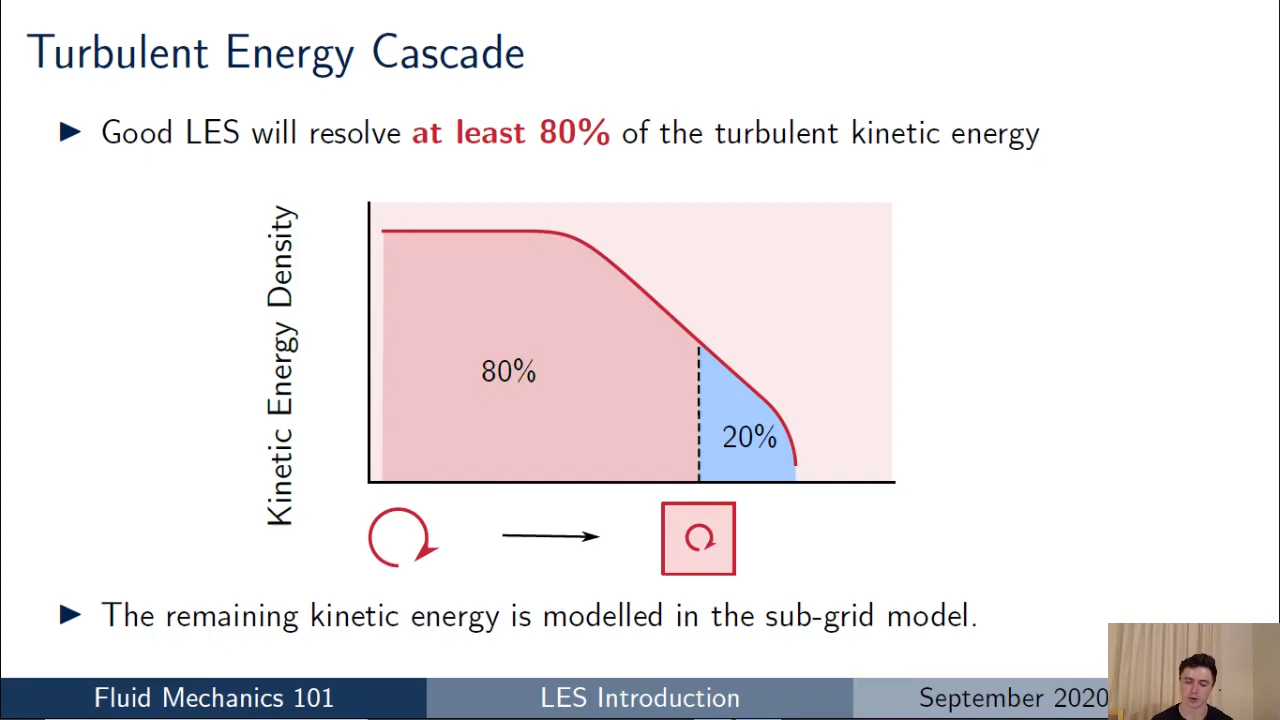 Turbulent Energy Cascade
Good LES will resolve at least 80% of the turbulent kinetic energy
Kinetic Energy Density
80%
20%
The remaining kinetic energy is modelled in the sub-grid model.
Fluid Mechanics 101
LES Introduction
September 2020